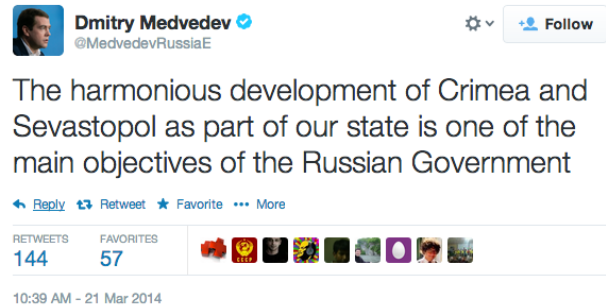 Dmitry Medvedev
Follow
@MedvedevRussiaE
The harmonious development of Crimea and
Sevastopol as part of our state is one of the
main objectives of the Russian Government
Reply Retweet Favorite More
RETWEETS FAVORITES
144 57
CCCP
10:39 AM - 21 Mar 2014